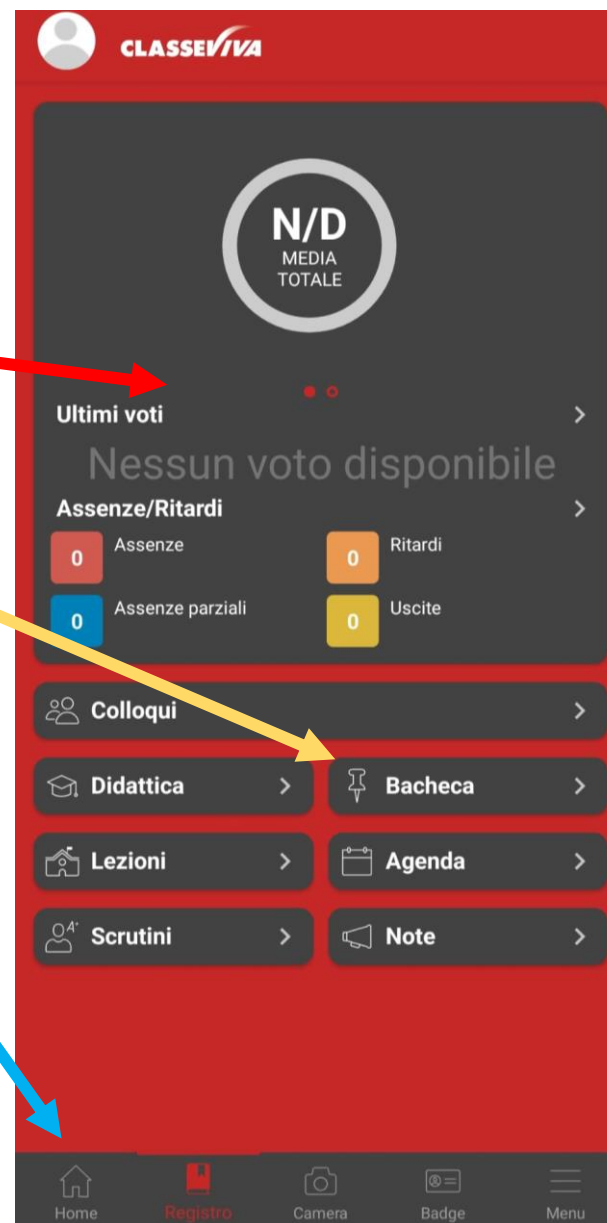 CLASSEVIVA
N/D
MEDIA
TOTALE
Ultimi voti
Nessun voto disponibile
Assenze/Ritardi
0 Assenze
0 Ritardi
0 Assenze parziali
0 Uscite
Colloqui
Didattica
Bacheca
Lezioni
Agenda
Scrutini
Note
Home
Registro
Camera
Badge
Menu